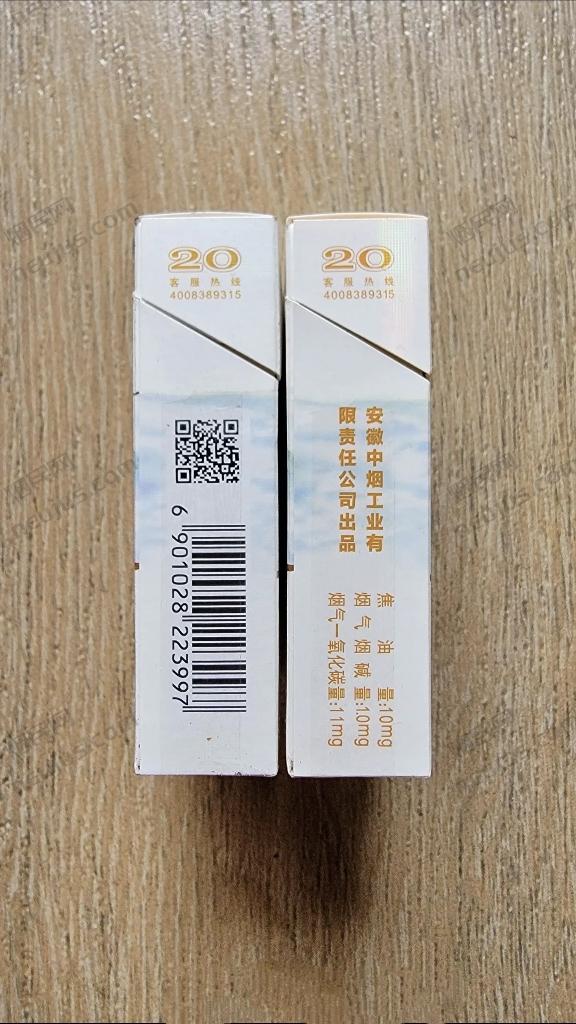 20
客服热线
4008389315
6 901028 223997
20
客服热线
4008389315
安徽中烟工业有
限责任公司出品
焦油量:10mg
烟气烟碱量:1.0mg
烟气一氧化碳量:11mg